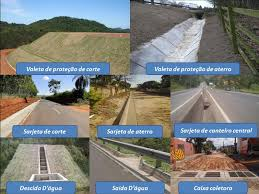 Valeta de proteção de corte
Valeta de proteção de aterro
Sarjeta de corte
Sarjeta de aterro
Sarjeta de canteiro central
Descida D'água
Saída D'água
Caixa coletora